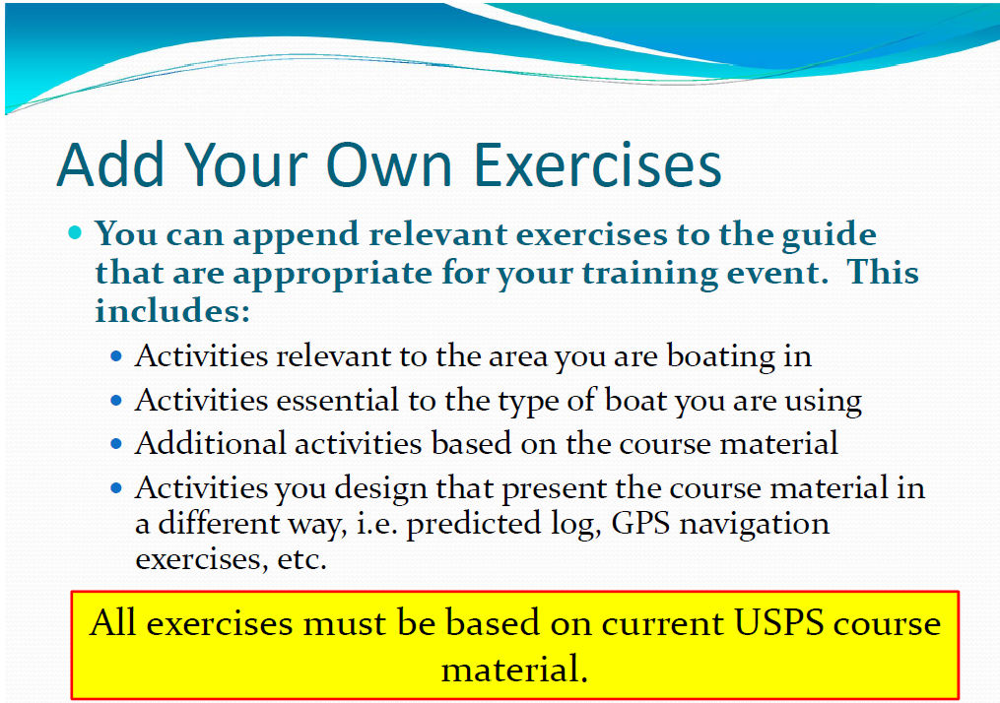 Add Your Own Exercises
• You can append relevant exercises to the guide
that are appropriate for your training event.  This
includes:
• Activities relevant to the area you are boating in
• Activities essential to the type of boat you are using
• Additional activities based on the course material
• Activities you design that present the course material in
a different way, i.e. predicted log, GPS navigation
exercises, etc.
All exercises must be based on current USPS course
material.